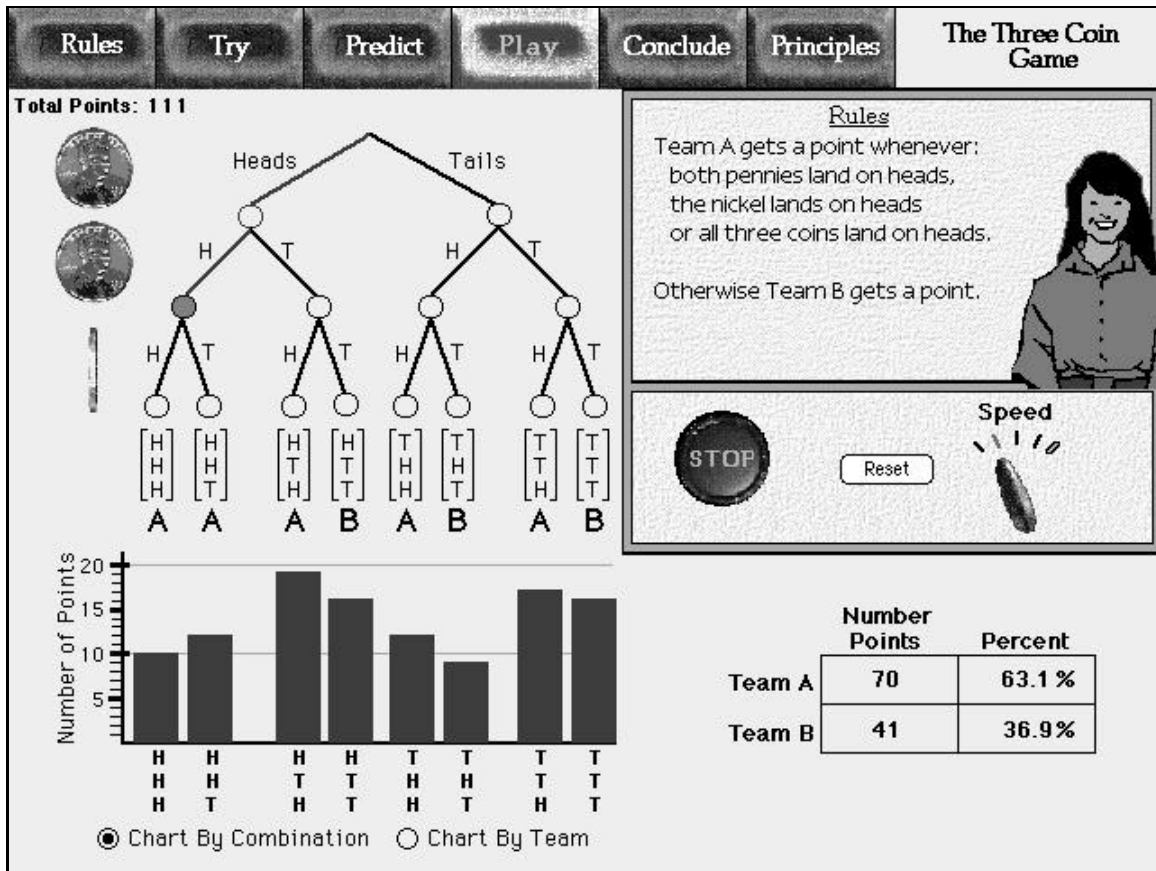 Rules Try Predict Play Conclude Principles The Three Coin
Game
Total Points: 111
Heads Tails
H T H T
H T H T H T H T
H H H H T T T T
H H T T H H T T
H T H T H T H T
A A A B A B A B
Rules
Team A gets a point whenever:
both pennies land on heads,
the nickel lands on heads
or all three coins land on heads.
Otherwise Team B gets a point.
STOP
Reset
Speed
Number of Points
20
15
10
5
H H H H T T T T
H H T T H H T T
H T H T H T H T
Chart By Combination Chart By Team
Number
Points Percent
Team A 70 63.1%
Team B 41 36.9%